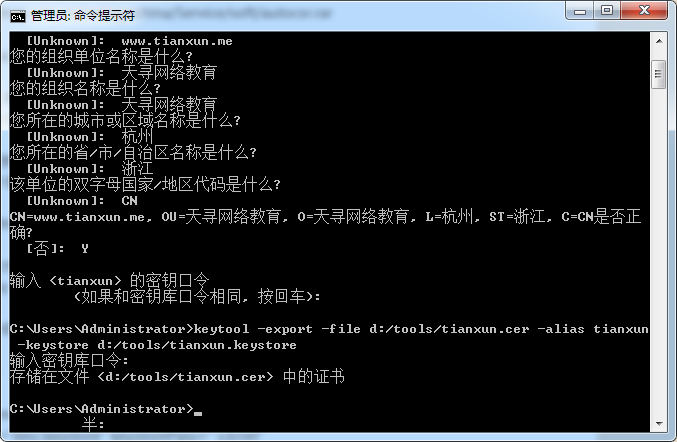 管理员: 命令提示符
[Unknown]:  www.tianxun.me
您的组织单位名称是什么?
[Unknown]:  天寻网络教育
您的组织名称是什么?
[Unknown]:  天寻网络教育
您所在的城市或区域名称是什么?
[Unknown]:  杭州
您所在的省/市/自治区名称是什么?
[Unknown]:  浙江
该单位的双字母国家/地区代码是什么?
[Unknown]:  CN
CN=www.tianxun.me, OU=天寻网络教育, O=天寻网络教育, L=杭州, ST=浙江, C=CN是否正
确?
[否]:  Y
输入 <tianxun> 的密钥口令
(如果和密钥库口令相同, 按回车):
C:\Users\Administrator>keytool -export -file d:/tools/tianxun.cer -alias tianxun
-keystore d:/tools/tianxun.keystore
输入密钥库口令:
存储在文件 <d:/tools/tianxun.cer> 中的证书
C:\Users\Administrator>_
半: